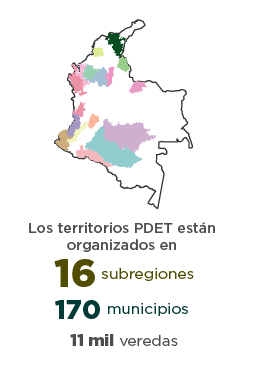 Los territorios PDET están
organizados en
16 subregiones
170 municipios
11 mil veredas